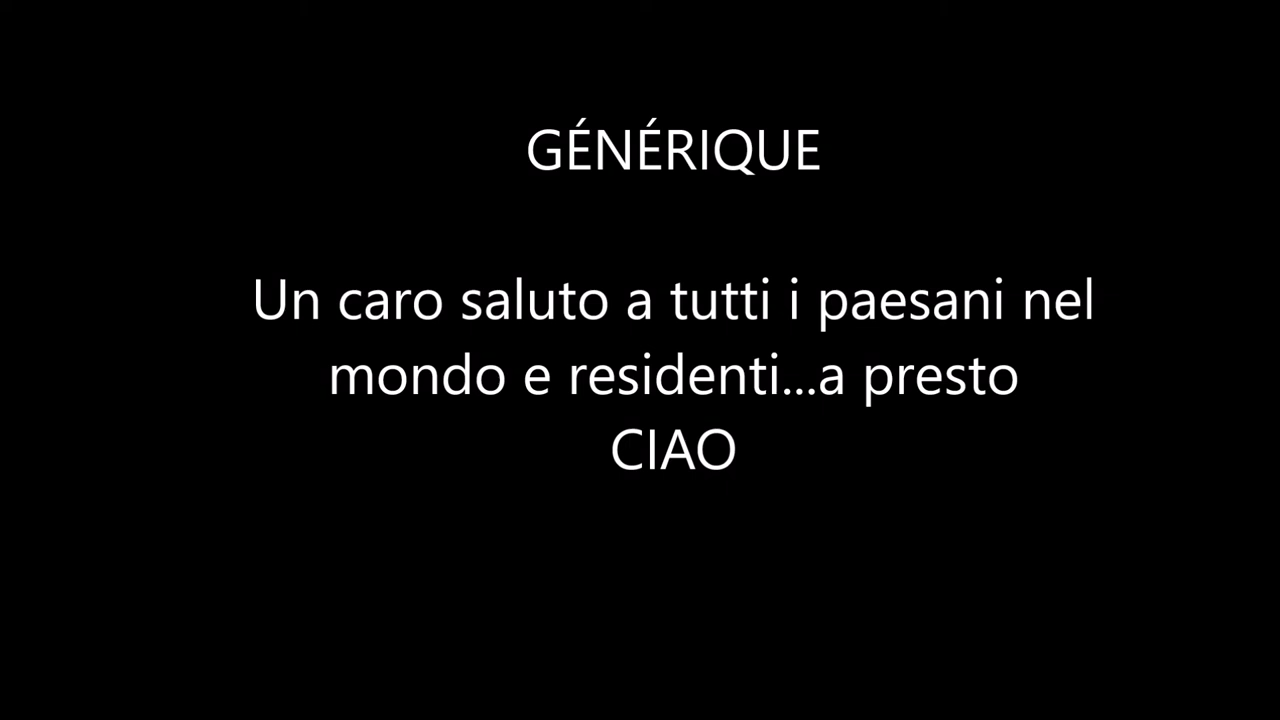 GÉNÉRIQUE
Un caro saluto a tutti i paesani nel
mondo e residenti...a presto
CIAO